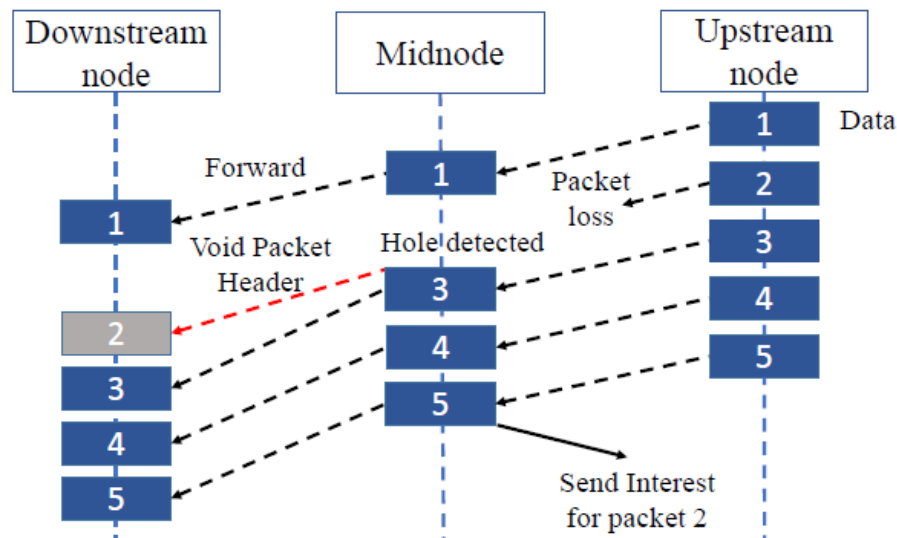 Downstream
node
Midnode
Upstream
node
1
Data
1
Forward
Packet
loss
2
1
Void Packet
Header
Hole detected
3
3
2
4
4
3
5
5
4
Send Interest
for packet 2
5